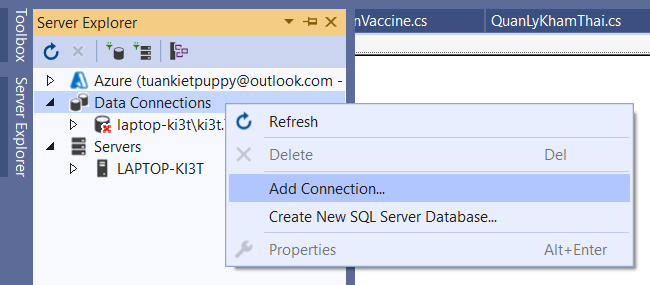 Toolbox
Server Explorer
Server Explorer
nVaccine.cs
QuanLyKhamThai.cs
Azure (tuankietpuppy@outlook.com -
Data Connections
laptop-ki3t\ki3t.
Servers
LAPTOP-KI3T
Refresh
Delete Del
Add Connection...
Create New SQL Server Database...
Properties Alt+Enter